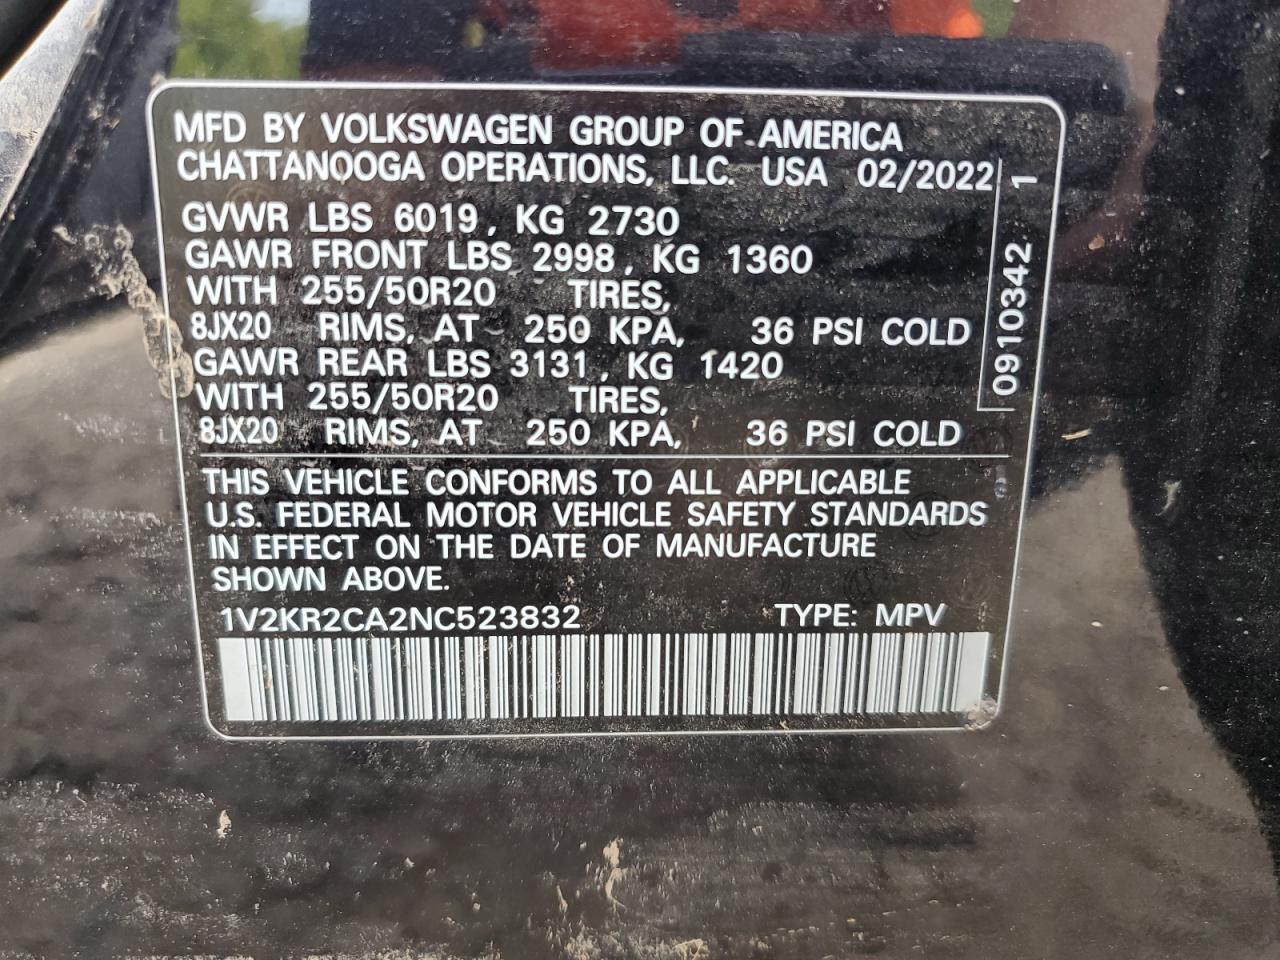 MFD BY VOLKSWAGEN GROUP OF AMERICA
CHATTANOOGA OPERATIONS, LLC. USA 02/2022
GVWR LBS 6019, KG 2730
GAWR FRONT LBS 2998, KG 1360
WITH 255/50R20 TIRES,
8JX20 RIMS, AT 250 KPA, 36 PSI COLD
GAWR REAR LBS 3131, KG 1420
WITH 255/50R20 TIRES,
8JX20 RIMS, AT 250 KPA, 36 PSI COLD
0910342 1
THIS VEHICLE CONFORMS TO ALL APPLICABLE
U.S. FEDERAL MOTOR VEHICLE SAFETY STANDARDS
IN EFFECT ON THE DATE OF MANUFACTURE
SHOWN ABOVE.
1V2KR2CA2NC523832 TYPE: MPV